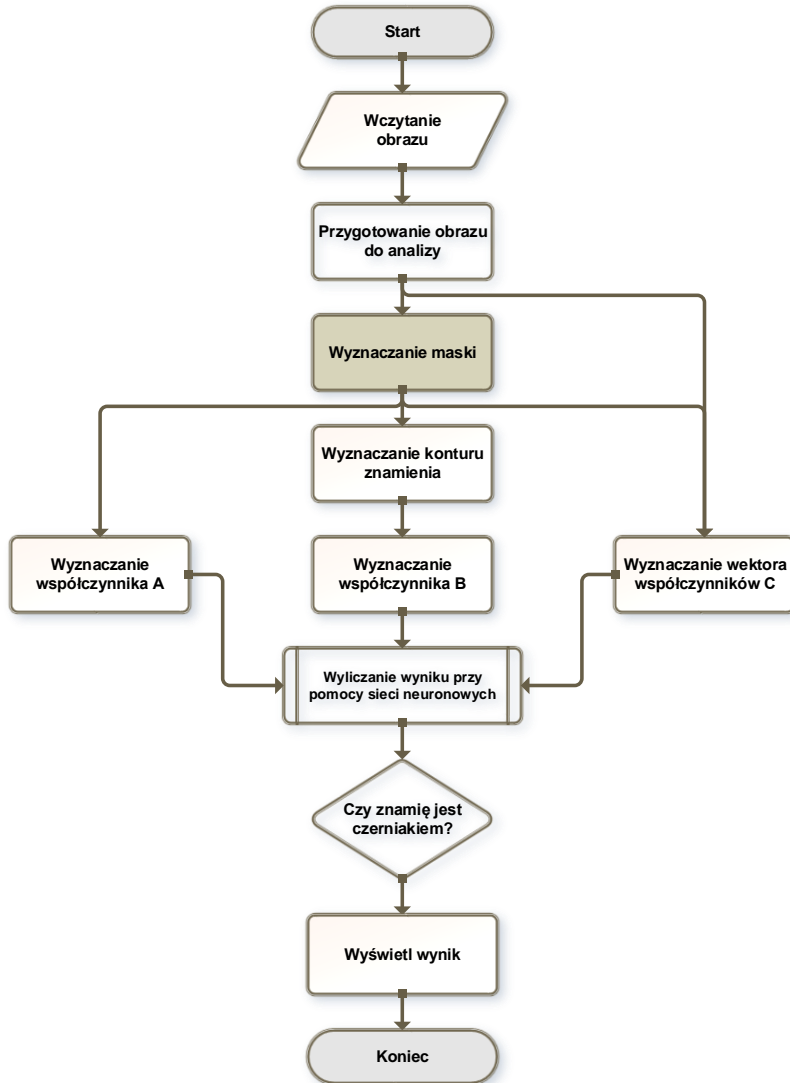 Start
Wczytanie
obrazu
Przygotowanie obrazu
do analizy
Wyznaczanie maski
Wyznaczanie konturu
znamienia
Wyznaczanie
współczynnika A
Wyznaczanie
współczynnika B
Wyznaczanie wektora
współczynników C
Wyliczanie wyniku przy
pomocy sieci neuronowych
Czy znamię jest
czerniakiem?
Wyświetl wynik
Koniec